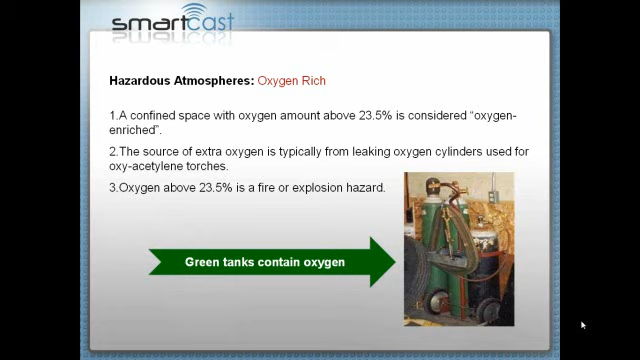 smartcast
Hazardous Atmospheres: Oxygen Rich
1.A confined space with oxygen amount above 23.5% is considered “oxygen-
enriched”.
2.The source of extra oxygen is typically from leaking oxygen cylinders used for
oxy-acetylene torches.
3.Oxygen above 23.5% is a fire or explosion hazard.
Green tanks contain oxygen